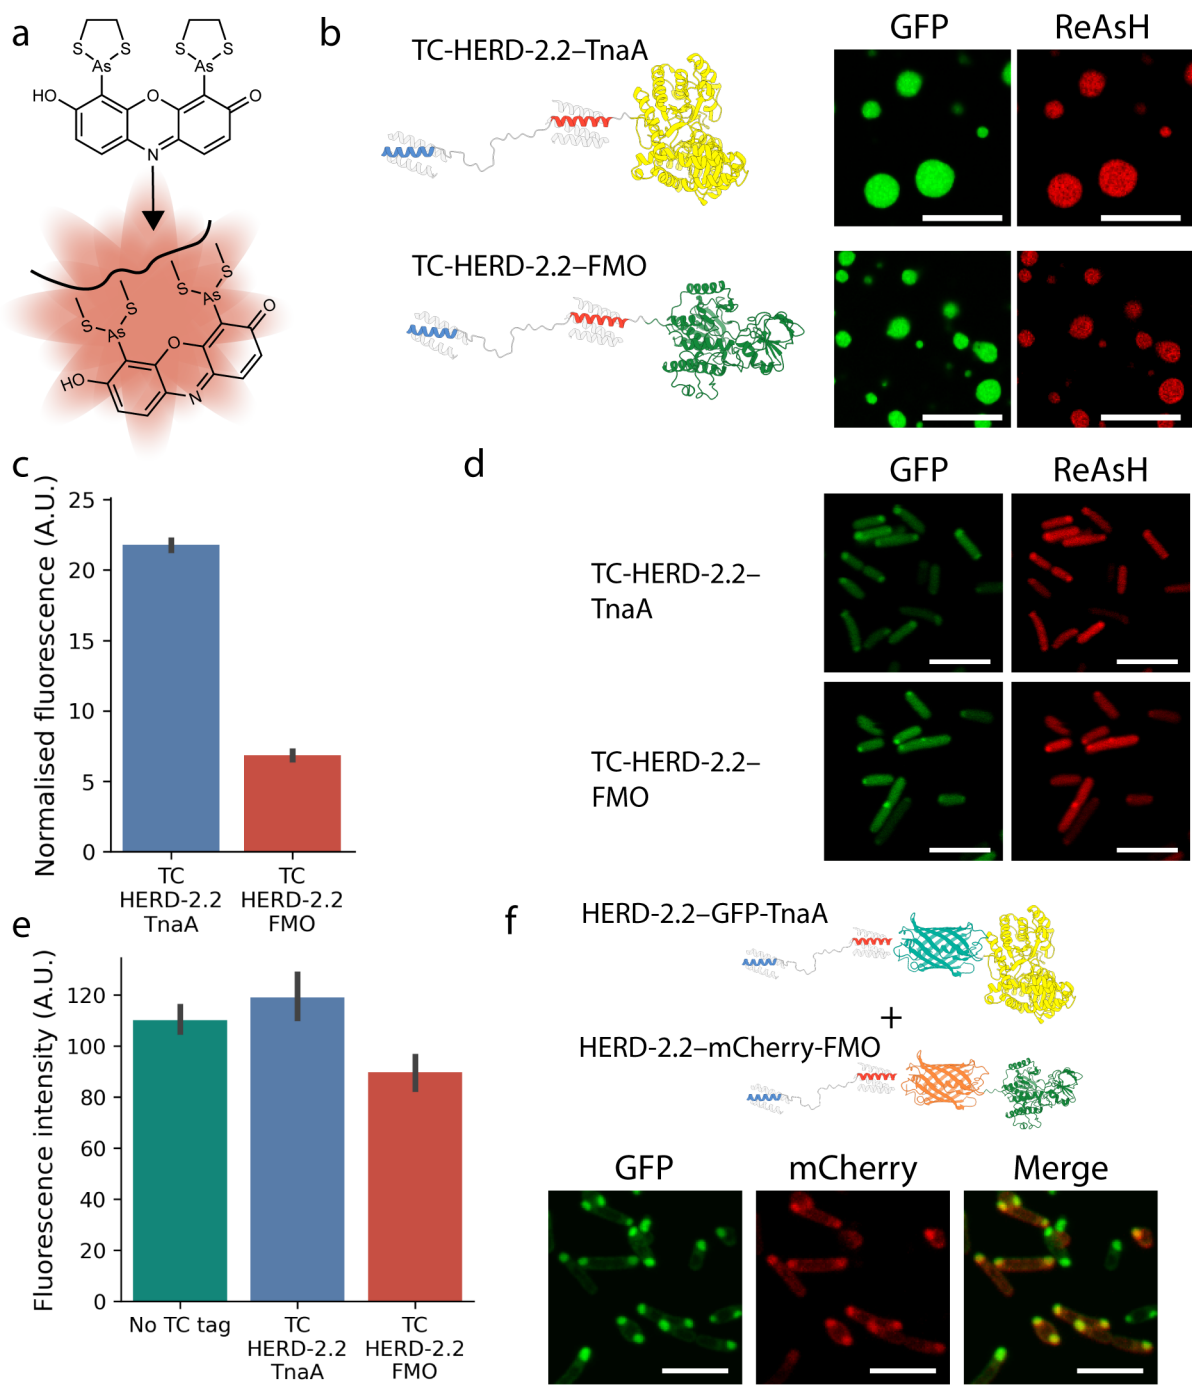 a
S S S S
As As
HO O O
N
S S
S As S
As O
O
HO N
b
GFP ReAsH
TC-HERD-2.2–TnaA
TC-HERD-2.2–FMO
c
Normalised fluorescence (A.U.)
25
20
15
10
5
0
TC
HERD-2.2
TnaA
TC
HERD-2.2
FMO
d
GFP ReAsH
TC-HERD-2.2–
TnaA
TC-HERD-2.2–
FMO
e
Fluorescence intensity (A.U.)
120
100
80
60
40
20
0
No TC tag
TC
HERD-2.2
TnaA
TC
HERD-2.2
FMO
f
HERD-2.2–GFP-TnaA
+
HERD-2.2–mCherry-FMO
GFP mCherry Merge